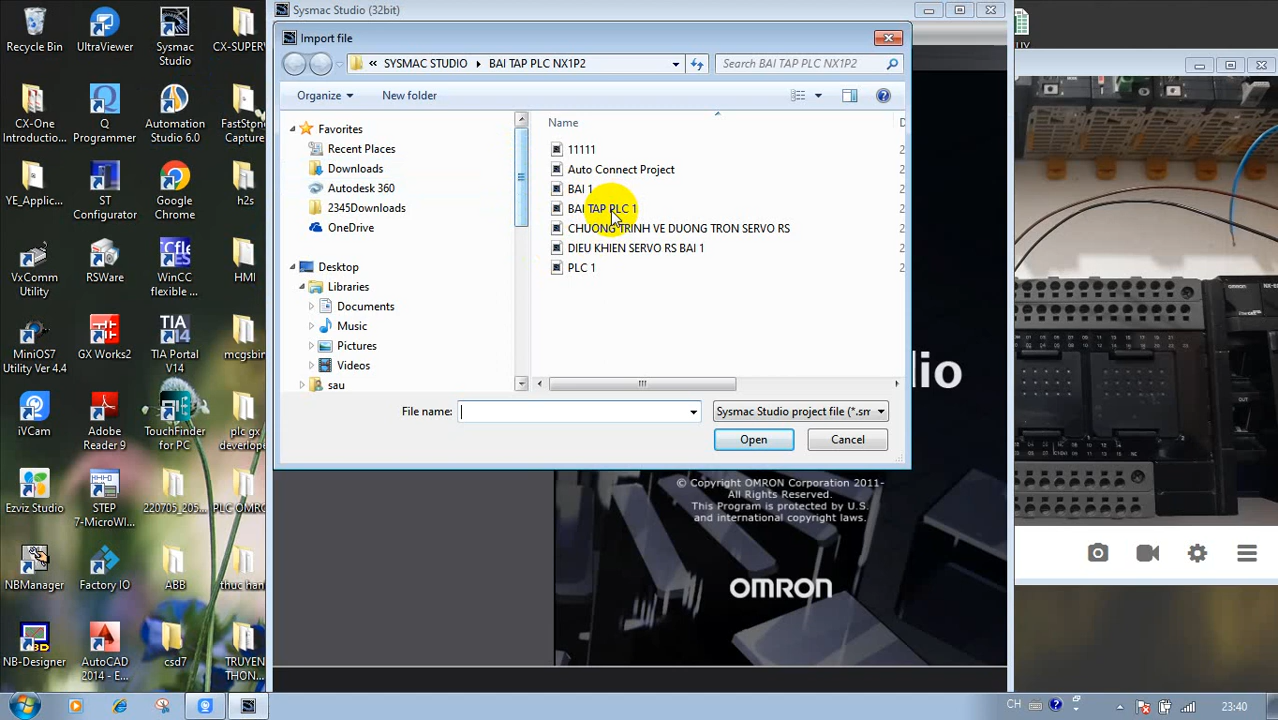 Recycle Bin
UltraViewer
Sysmac Studio
CX-SUPERV
CX-One Introduction...
Q Programmer
Automation Studio 6.0
FastStone Capture
YE_Applic...
ST Configurator
Google Chrome
VxComm Utility
RSWare
WinCC flexible ...
HMI
MiniOS7 Utility Ver 4.4
GX Works2
TIA Portal V14
mcgsbin
iVCam
Adobe Reader 9
TouchFinder for PC
plc gx develope
Ezviz Studio
STEP 7-MicroWI...
220705_205...
PLC OMRO
NBManager
Factory IO
ABB
thuc han
NB-Designer
AutoCAD 2014 - E...
csd7
TRUYEN THON...
Sysmac Studio (32bit)
Import file
« SYSMAC STUDIO
BAI TAP PLC NX1P2
Search BAI TAP PLC NX1P2
Organize
New folder
Favorites
Recent Places
Downloads
Autodesk 360
2345Downloads
OneDrive
Desktop
Libraries
Documents
Music
Pictures
Videos
sau
Name
11111
Auto Connect Project
BAI 1
BAI TAP PLC 1
CHUONG TRINH VE DUONG TRON SERVO RS
DIEU KHIEN SERVO RS BAI 1
PLC 1
File name:
Sysmac Studio project file (*.sm
Open
Cancel
dio
© Copyright OMRON Corporation 2011-
All Rights Reserved.
This Program is protected by U.S.
and international copyright laws.
OMRON
OMRON
CH
23:40